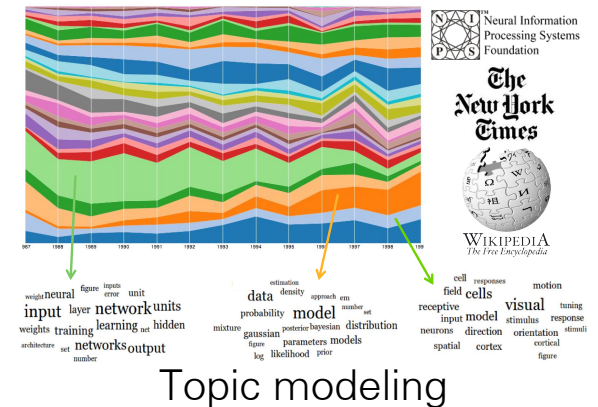 N I P S
TM
Neural Information
Processing Systems
Foundation
The
New York
Times
WIKIPEDIA
The Free Encyclopedia
987 1988 1989 1990 1991 1992 1993 1994 1995 1996 1997 1998 199
weight neural figure inputs error unit
input layer network units
weights training learning net hidden
architecture set networks output
number
estimation
data density approach em
probability model number set
mixture gaussian posterior bayesian distribution
figure parameters models
log likelihood prior
cell responses motion
field cells visual tuning
receptive input model stimulus response
neurons direction orientation stimuli
spatial cortex cortical
figure
Topic modeling